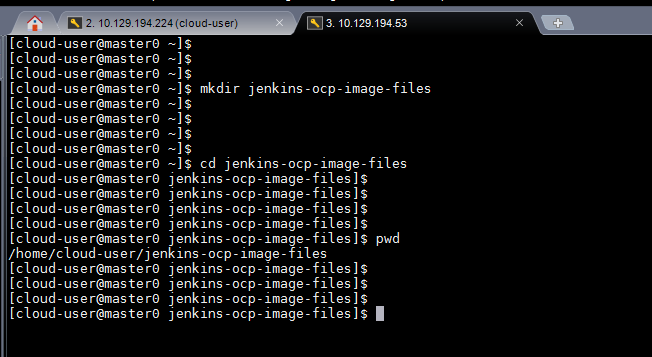 2. 10.129.194.224 (cloud-user)
3. 10.129.194.53
[cloud-user@master0 ~]$
[cloud-user@master0 ~]$
[cloud-user@master0 ~]$
[cloud-user@master0 ~]$ mkdir jenkins-ocp-image-files
[cloud-user@master0 ~]$
[cloud-user@master0 ~]$
[cloud-user@master0 ~]$
[cloud-user@master0 ~]$
[cloud-user@master0 ~]$ cd jenkins-ocp-image-files
[cloud-user@master0 jenkins-ocp-image-files]$
[cloud-user@master0 jenkins-ocp-image-files]$
[cloud-user@master0 jenkins-ocp-image-files]$
[cloud-user@master0 jenkins-ocp-image-files]$
[cloud-user@master0 jenkins-ocp-image-files]$ pwd
/home/cloud-user/jenkins-ocp-image-files
[cloud-user@master0 jenkins-ocp-image-files]$
[cloud-user@master0 jenkins-ocp-image-files]$
[cloud-user@master0 jenkins-ocp-image-files]$
[cloud-user@master0 jenkins-ocp-image-files]$